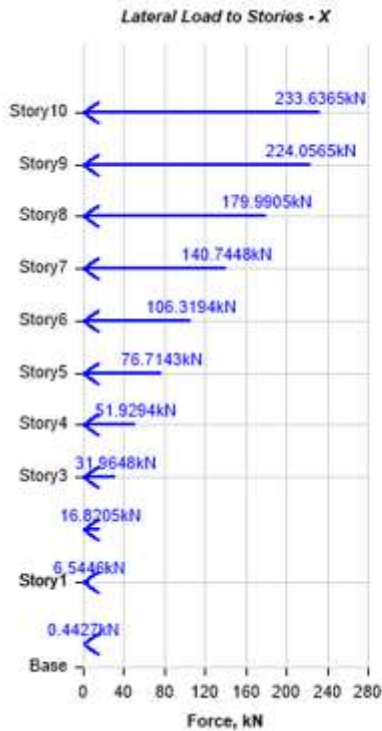 Lateral Load to Stories - X
233.6365kN
Story10
224.0565kN
Story9
179.9905kN
Story8
140.7448kN
Story7
106.3194kN
Story6
76.7143kN
Story5
51.9294kN
Story4
31.9648kN
Story3
16.8205kN
6.5446kN
Story1
0.4427kN
Base
0 40 80 120 160 200 240 280
Force, kN